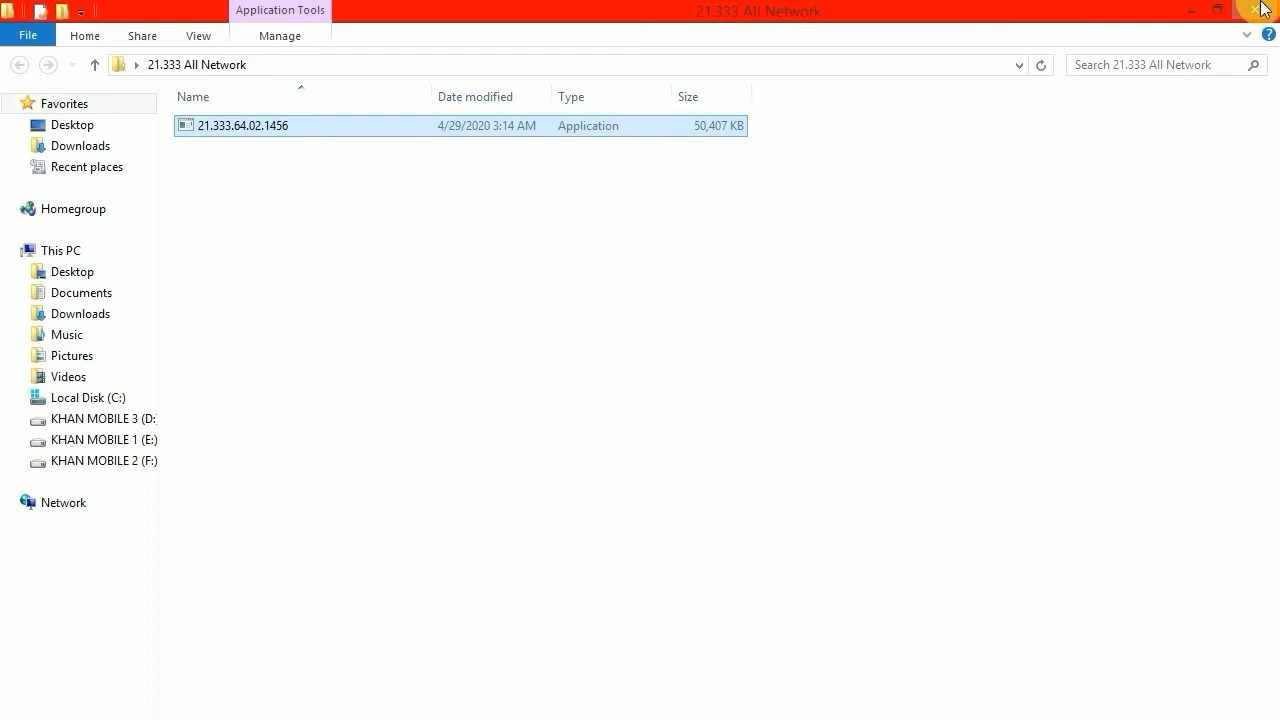 Application Tools
21.333 All Network
File Home Share View Manage
21.333 All Network
Search 21.333 All Network
Name Date modified Type Size
21.333.64.02.1456 4/29/2020 3:14 AM Application 50,407 KB
Favorites
Desktop
Downloads
Recent places
Homegroup
This PC
Desktop
Documents
Downloads
Music
Pictures
Videos
Local Disk (C:)
KHAN MOBILE 3 (D:
KHAN MOBILE 1 (E:)
KHAN MOBILE 2 (F:)
Network